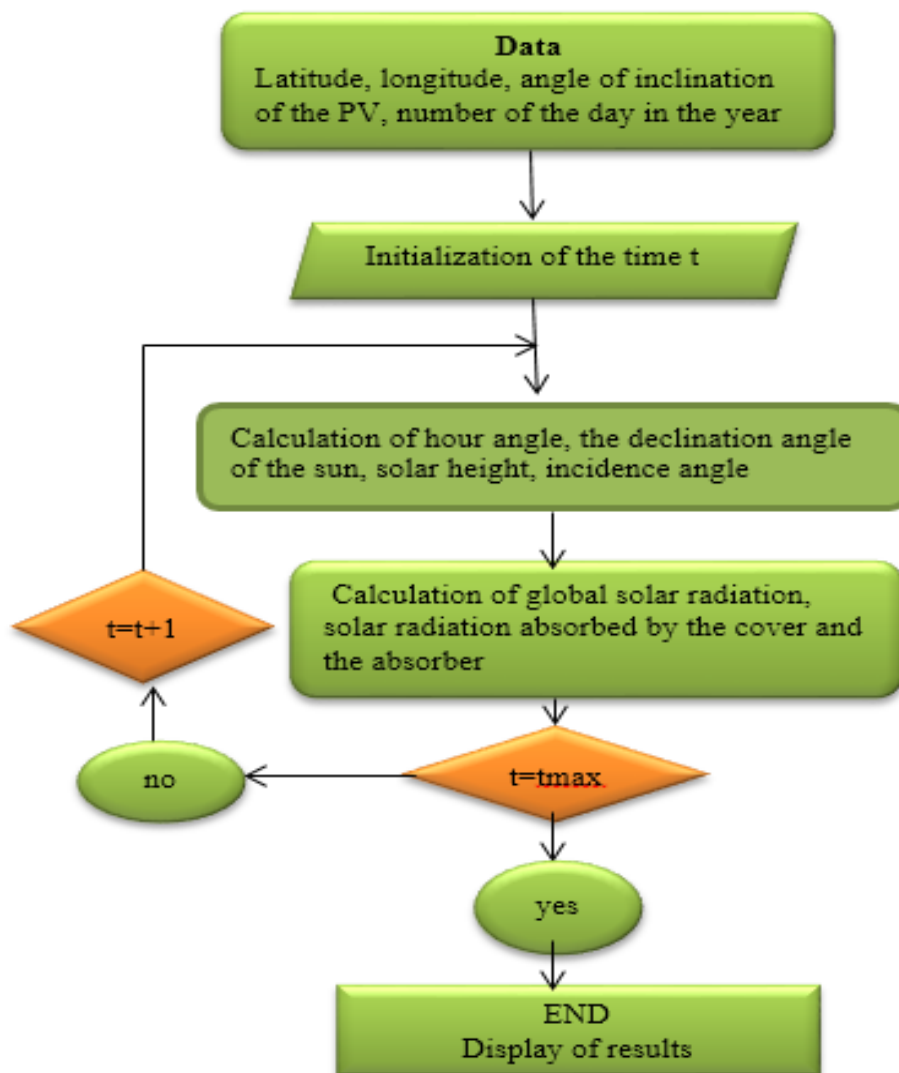 Data
Latitude, longitude, angle of inclination
of the PV, number of the day in the year
Initialization of the time t
Calculation of hour angle, the declination angle
of the sun, solar height, incidence angle
Calculation of global solar radiation,
solar radiation absorbed by the cover and
the absorber
t=t+1
t=tmax
no
yes
END
Display of results